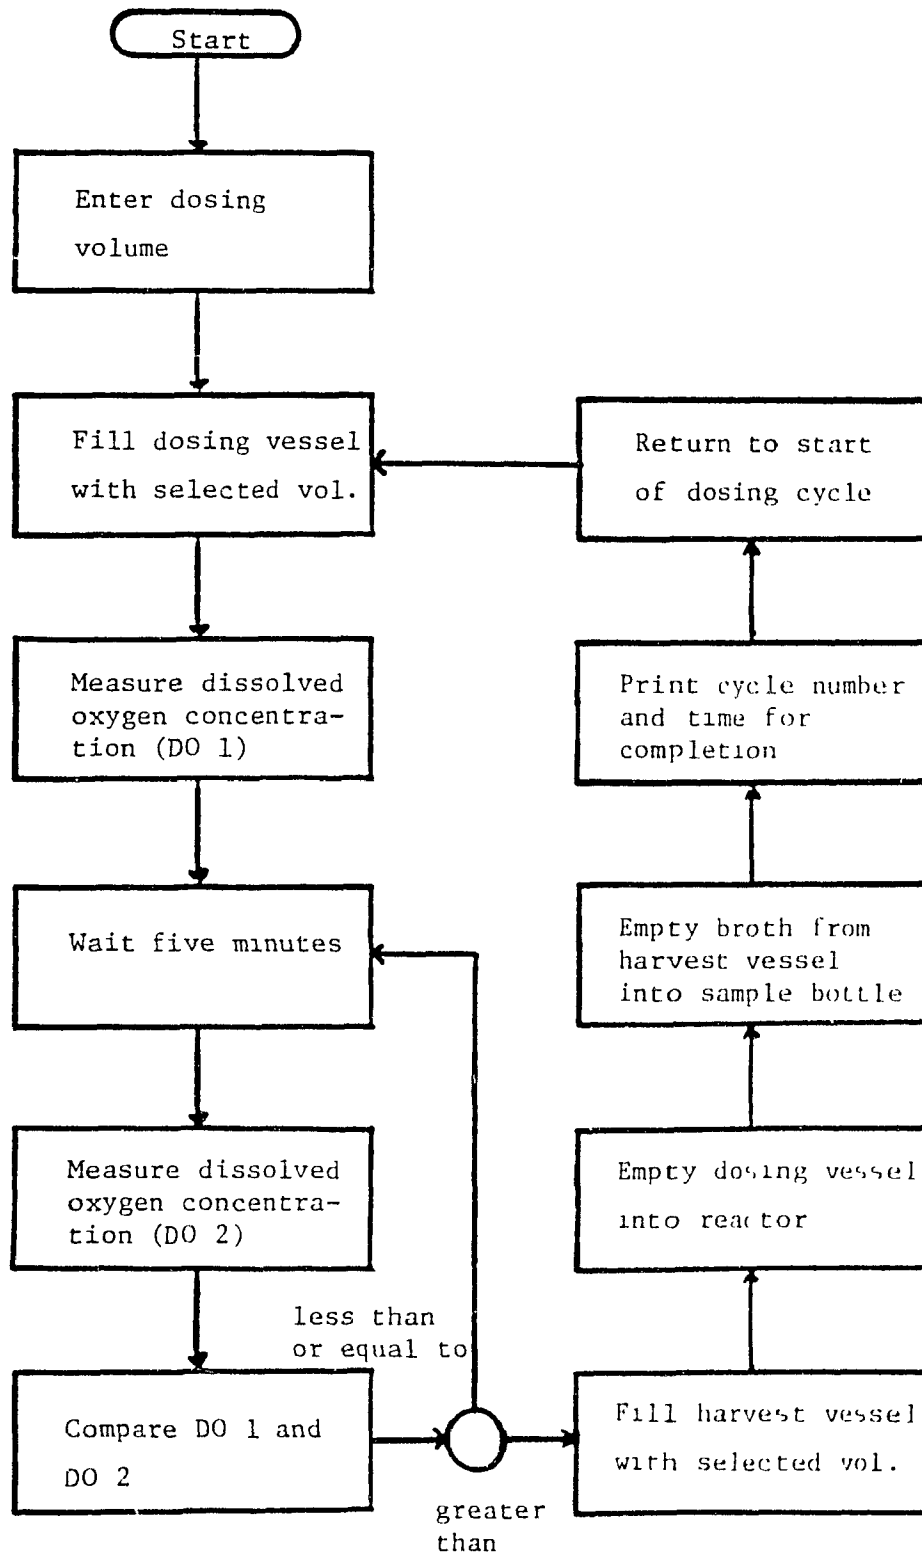 Start
Enter dosing
volume
Fill dosing vessel
with selected vol.
Measure dissolved
oxygen concentra-
tion (DO 1)
Wait five minutes
Measure dissolved
oxygen concentra-
tion (DO 2)
Compare DO 1 and
DO 2
less than
or equal to
greater
than
Fill harvest vessel
with selected vol.
Empty dosing vessel
into reactor
Empty broth from
harvest vessel
into sample bottle
Print cycle number
and time for
completion
Return to start
of dosing cycle